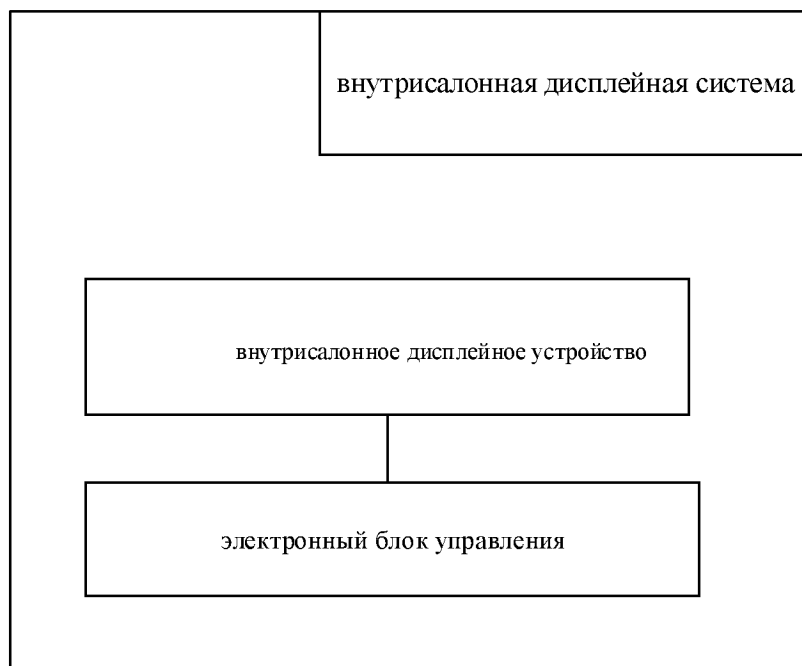 внутрисалонная дисплейная система
внутрисалонное дисплейное устройство
электронный блок управления